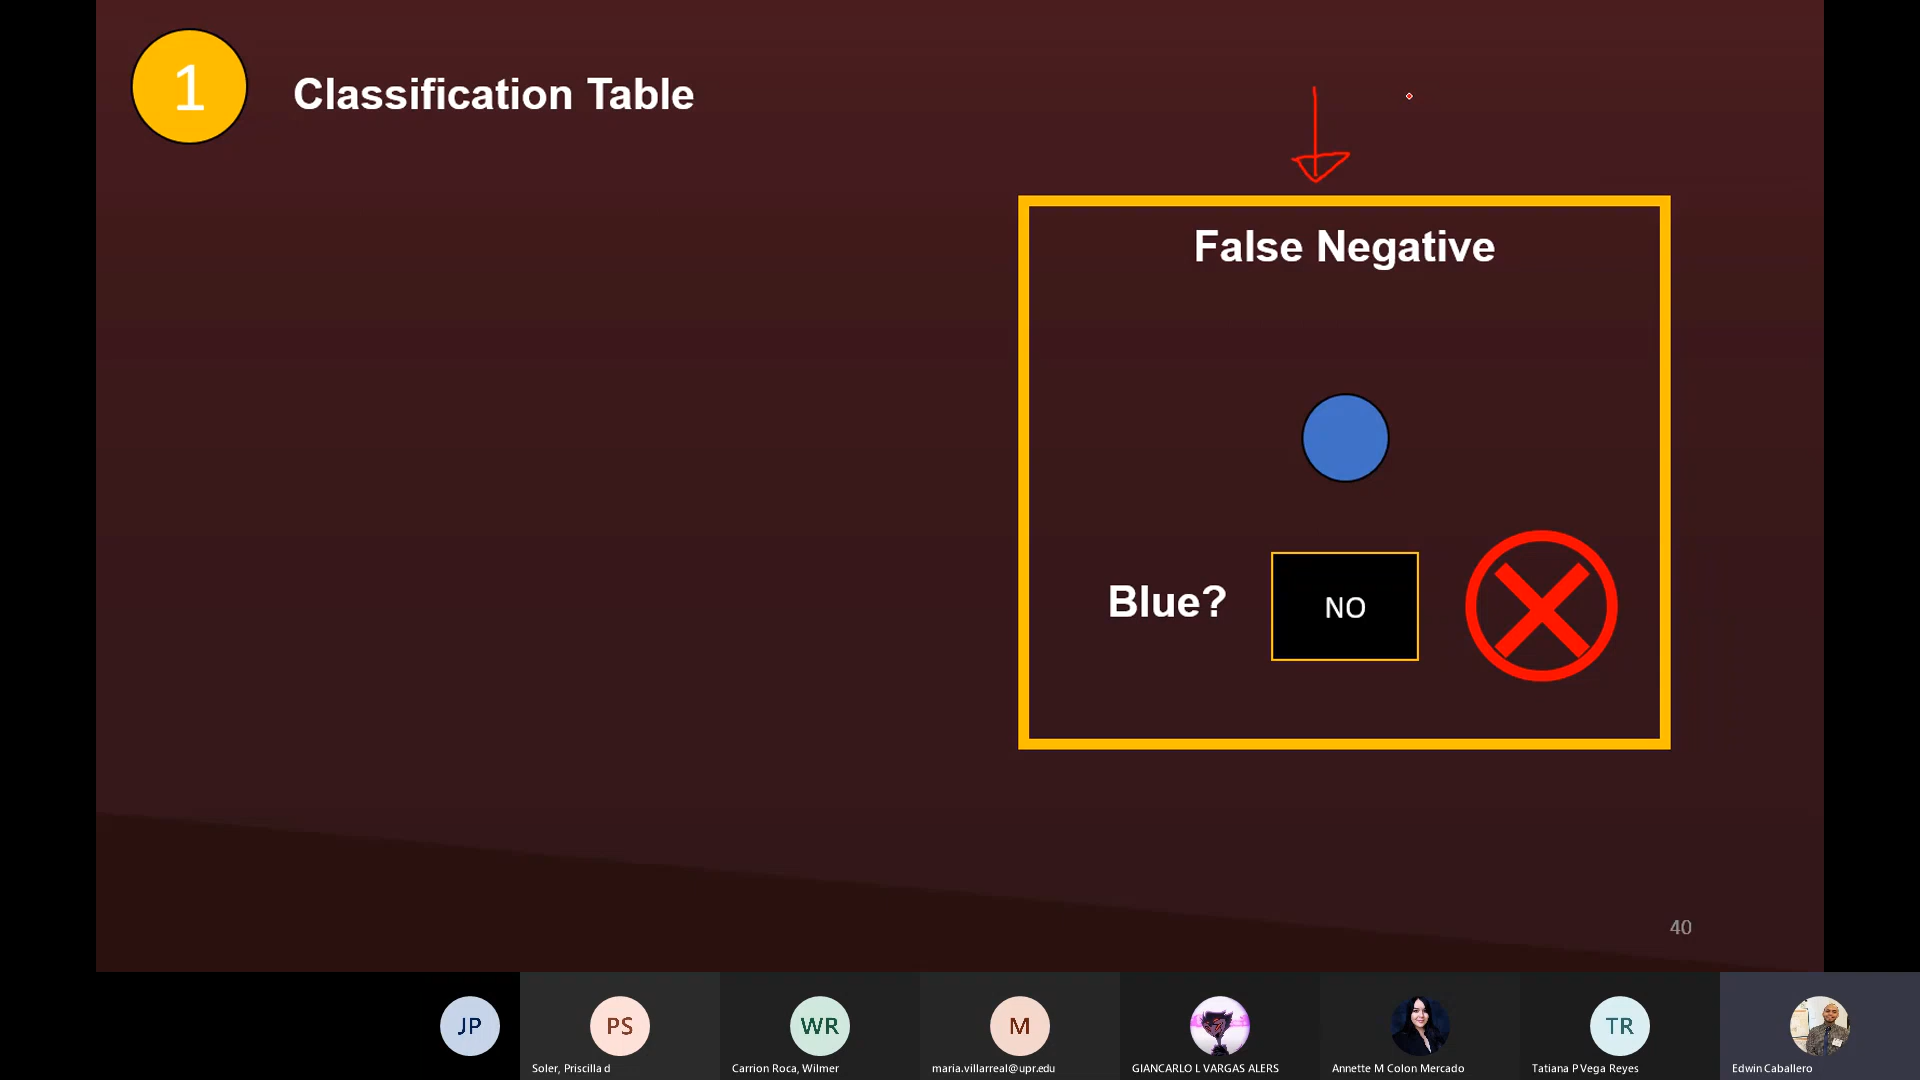 1
Classification Table
False Negative
Blue?
NO
40
JP
PS
WR
M
TR
Soler, Priscilla d
Carrion Roca, Wilmer
maria.villarreal@upr.edu
GIANCARLO L VARGAS ALERS
Annette M Colon Mercado
Tatiana P Vega Reyes
Edwin Caballero